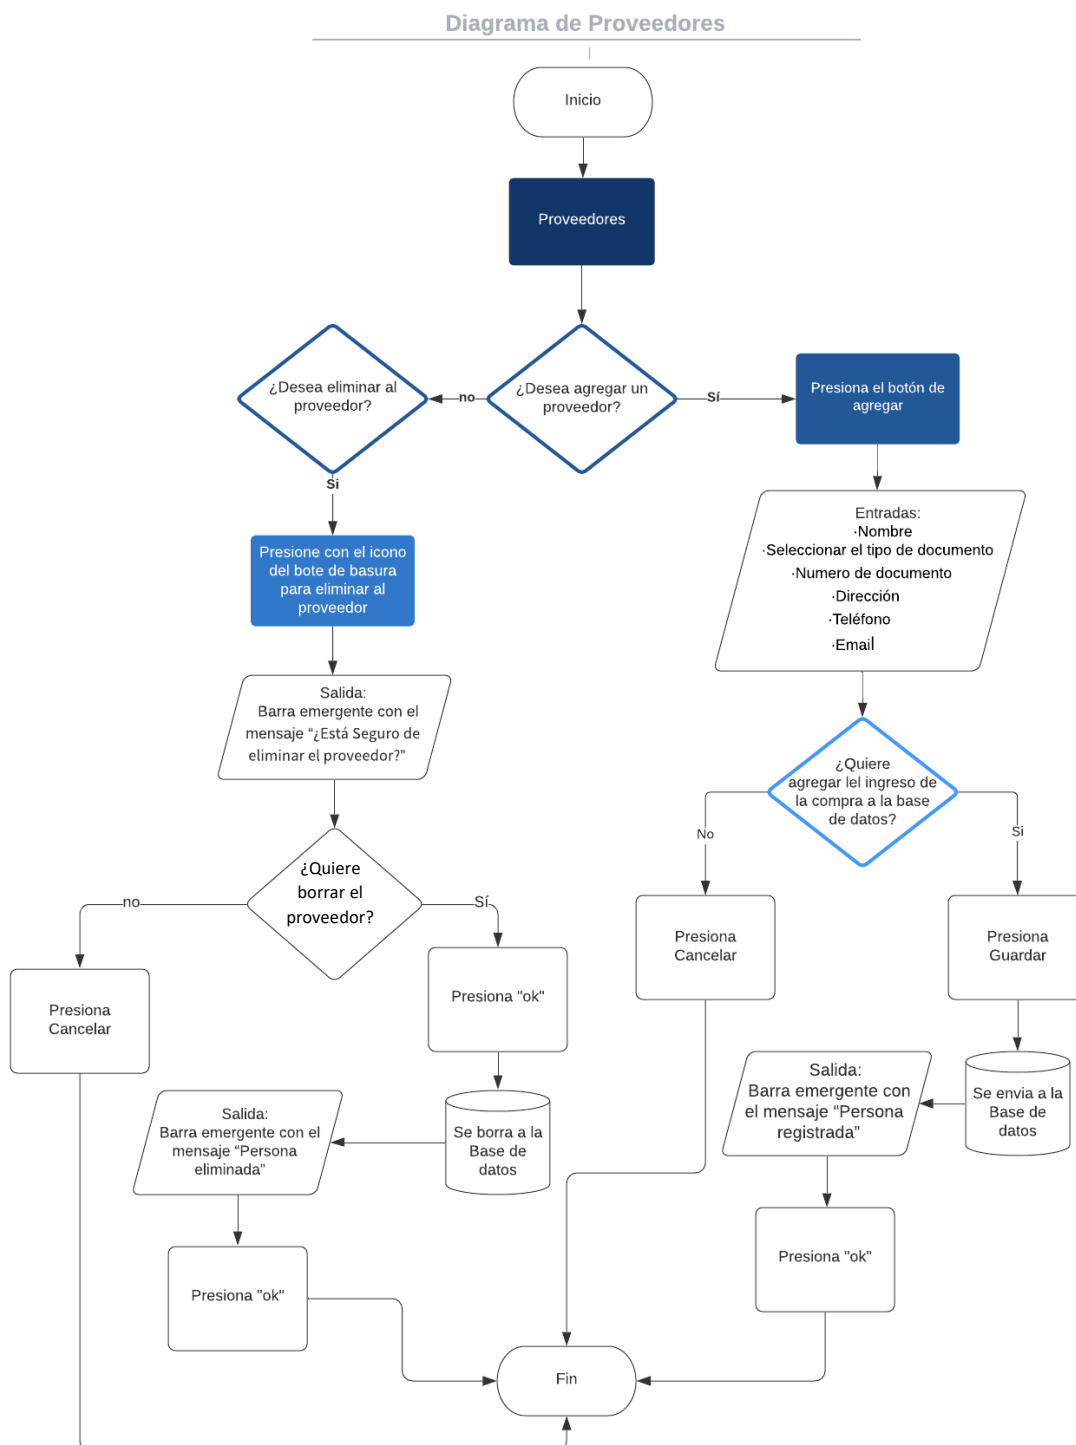 Diagrama de Proveedores
Inicio
Proveedores
¿Desea eliminar al
proveedor?
no
¿Desea agregar un
proveedor?
Sí
Presiona el botón de
agregar
Si
Presione con el icono
del bote de basura
para eliminar al
proveedor
Entradas:
·Nombre
·Seleccionar el tipo de documento
·Numero de documento
·Dirección
·Teléfono
·Email
Salida:
Barra emergente con el
mensaje “¿Está Seguro de
eliminar el proveedor?”
¿Quiere
agregar lel ingreso de
la compra a la base
de datos?
No
Si
¿Quiere
borrar el
proveedor?
no
Sí
Presiona
Cancelar
Presiona
Guardar
Presiona
Cancelar
Presiona "ok"
Salida:
Barra emergente con
el mensaje “Persona
registrada”
Se envia a la
Base de
datos
Salida:
Barra emergente con el
mensaje “Persona
eliminada”
Se borra a la
Base de
datos
Presiona "ok"
Presiona "ok"
Fin